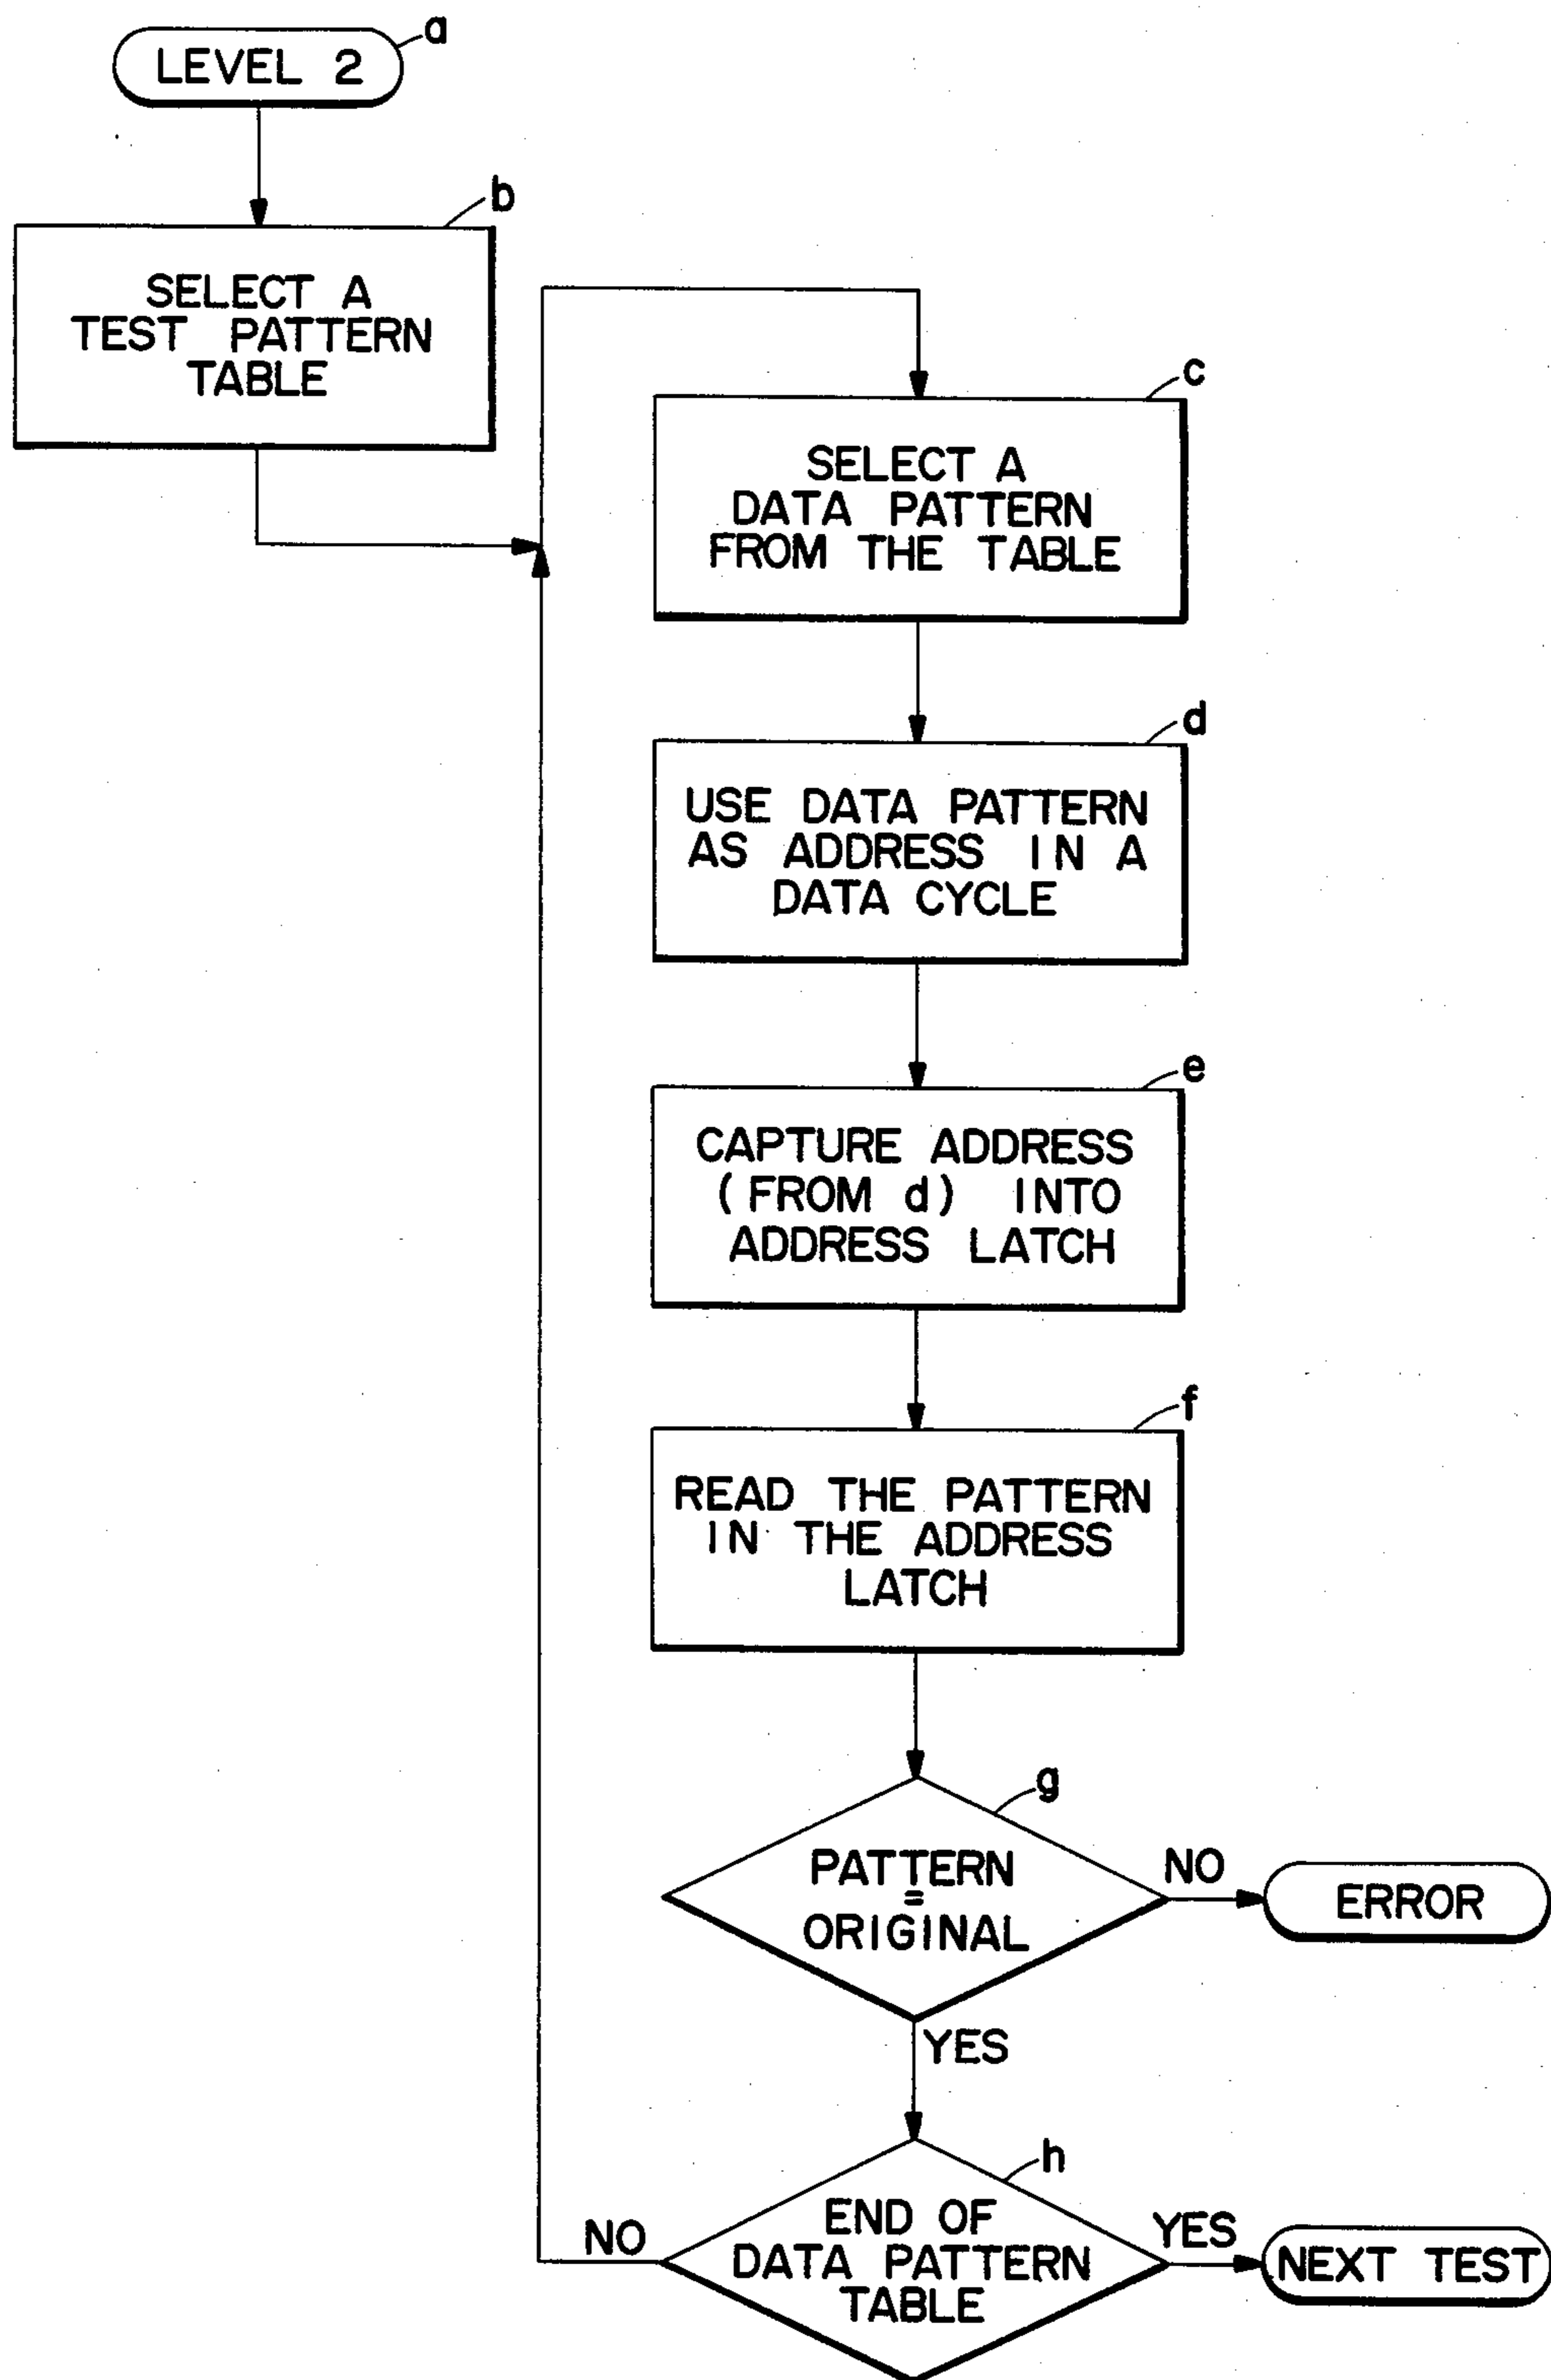 a
LEVEL 2
b
SELECT A
TEST PATTERN
TABLE
c
SELECT A
DATA PATTERN
FROM THE TABLE
d
USE DATA PATTERN
AS ADDRESS IN A
DATA CYCLE
e
CAPTURE ADDRESS
(FROM d) INTO
ADDRESS LATCH
f
READ THE PATTERN
IN THE ADDRESS
LATCH
g
PATTERN
=
ORIGINAL
NO
ERROR
YES
h
END OF
DATA PATTERN
TABLE
NO
YES
NEXT TEST